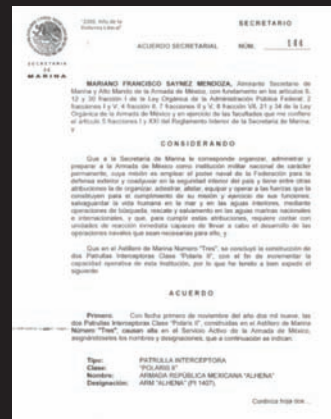 "2009, Año de la
Reforma Liberal"
SECRETARIO
ACUERDO SECRETARIAL NÚM.
SECRETARÍA
DE
MARINA
MARIANO FRANCISCO SAYNEZ MENDOZA, Almirante Secretario de
Marina y Alto Mando de la Armada de México, con fundamento en los artículos
12 y 30 fracción I de la Ley Orgánica de la Administración Pública Federal; 2
fracciones I y V, 4 fracción II, 7 fracciones II y V, 8 fracción VII, 21 y 34 de la Ley
Orgánica de la Armada de México y en ejercicio de las facultades que me confiere
el artículo 5 fracciones I y XXI del Reglamento Interior de la Secretaría de Marina,
y
CONSIDERANDO
Que a la Secretaría de Marina le corresponde organizar, administrar y
preparar a la Armada de México como institución militar nacional de carácter
permanente, cuya misión es emplear el poder naval de la Federación para la
defensa exterior y coadyuvar en la seguridad interior del país y tiene entre otras
atribuciones la de organizar, adiestrar, alistar, equipar y operar a las fuerzas que la
constituyen para el cumplimiento de su misión y ejercicio de sus funciones,
salvaguardar la vida humana en la mar y en las aguas interiores, mediante
operaciones de búsqueda, rescate y salvamento en las aguas marinas nacionales
e internacionales, y que, para cumplir estas atribuciones, requiere contar con
unidades de reacción inmediata capaces de llevar a cabo el desarrollo de las
operaciones navales que sean necesarias para ello, y
Que en el Astillero de Marina Número "Tres", se concluyó la construcción de
dos Patrullas Interceptoras Clase "Polaris II", con el fin de incrementar la
capacidad operativa de esta Institución, por lo que he tenido a bien expedir el
siguiente:
ACUERDO
Primero. Con fecha primero de noviembre del año dos mil nueve, las
dos Patrullas Interceptoras Clase "Polaris II", construidas en el Astillero de Marina
Número "Tres", causan alta en el Servicio Activo de la Armada de México,
asignándoseles los nombres y designaciones, que a continuación se indican.
Tipo: PATRULLA INTERCEPTORA
Clase: "POLARIS II"
Nombre: ARMADA REPÚBLICA MEXICANA "ALHENA"
Designación: ARM "ALHENA" (PI 1407).
Continúa hoja dos...